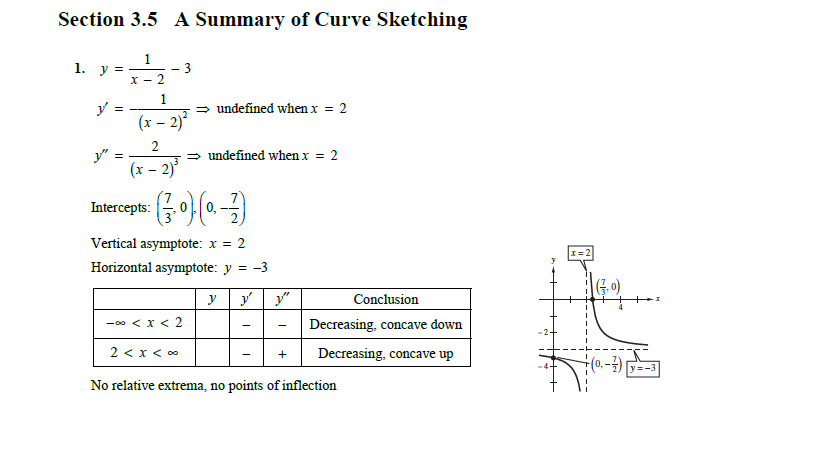 Section 3.5 A Summary of Curve Sketching
1. y = 1/(x − 2) − 3
y′ = −1/(x − 2)² ⇒ undefined when x = 2
y″ = 2/(x − 2)³ ⇒ undefined when x = 2
Intercepts: (7/3, 0), (0, −7/2)
Vertical asymptote: x = 2
Horizontal asymptote: y = −3
y y′ y″ Conclusion
−∞ < x < 2 − − Decreasing, concave down
2 < x < ∞ − + Decreasing, concave up
No relative extrema, no points of inflection
y
x = 2
(7/3, 0)
x
4
−2
−4
(0, −7/2)
y = −3